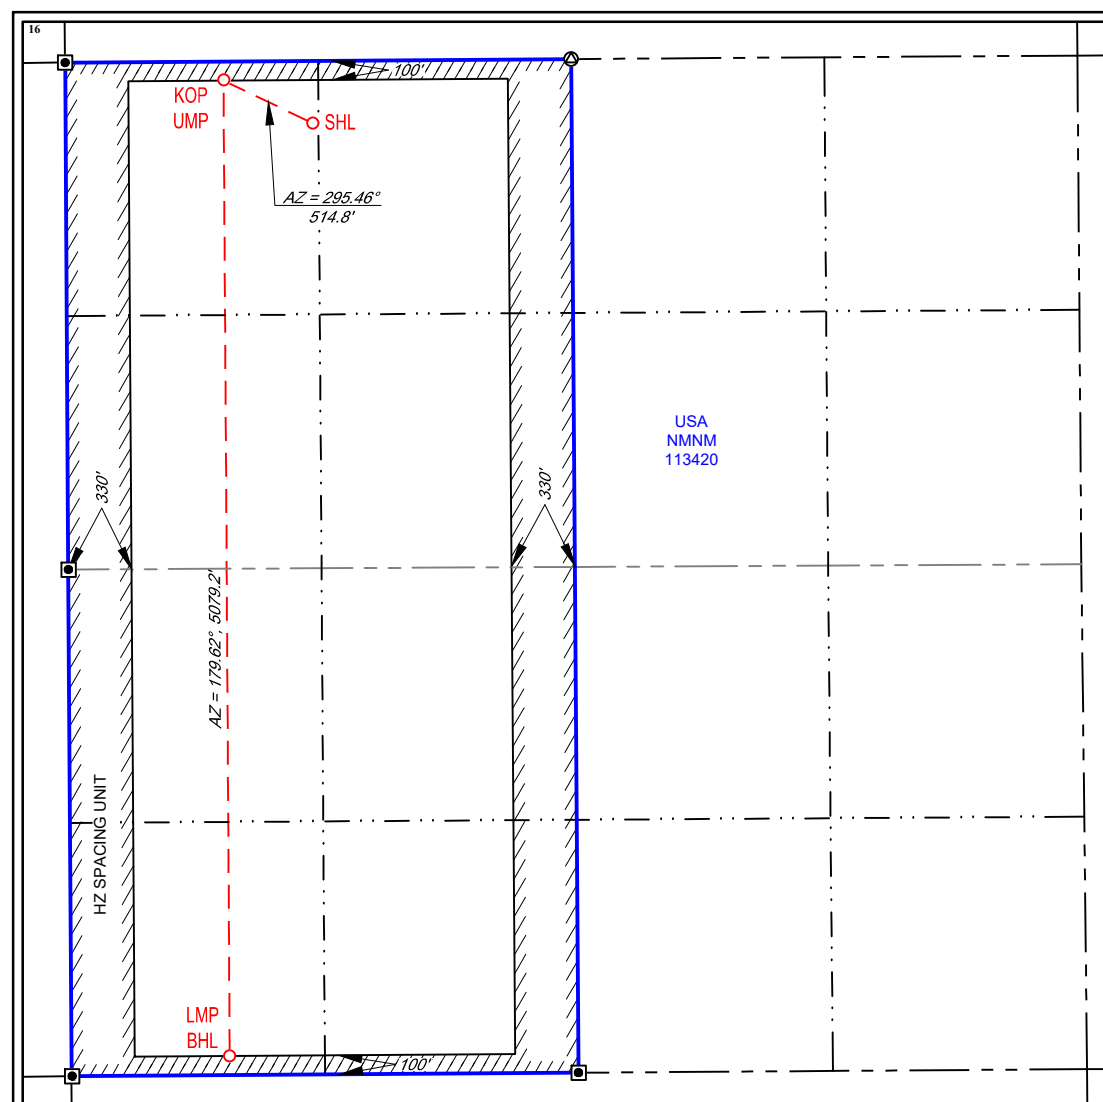 16
100'
KOP
UMP
SHL
AZ = 295.46°
514.8'
USA
NMNM
113420
330'
330'
AZ = 179.62°, 5079.2'
HZ SPACING UNIT
LMP
BHL
100'